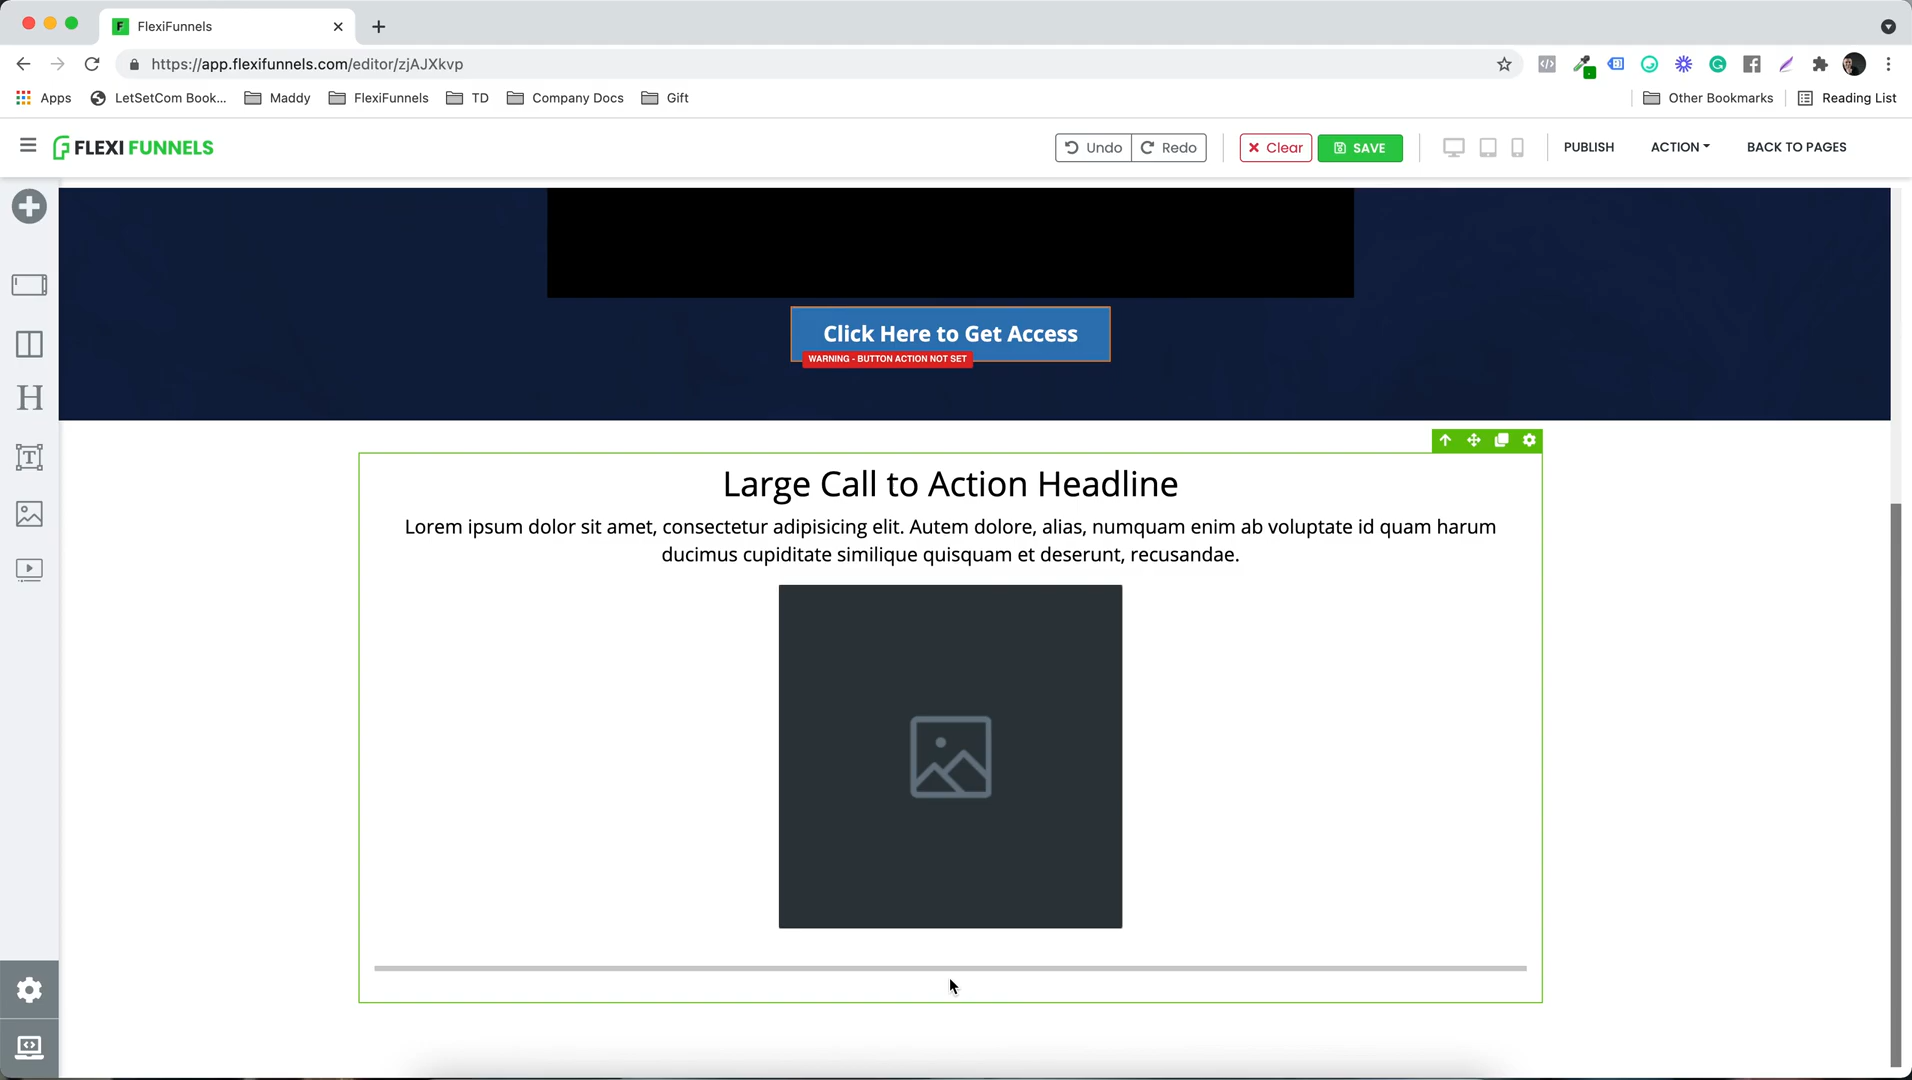 F FlexiFunnels
https://app.flexifunnels.com/editor/zjAJXkvp
Apps LetSetCom Book... Maddy FlexiFunnels TD Company Docs Gift Other Bookmarks Reading List
FLEXI FUNNELS Undo Redo Clear SAVE PUBLISH ACTION BACK TO PAGES
Click Here to Get Access
WARNING - BUTTON ACTION NOT SET
H
T
Large Call to Action Headline
Lorem ipsum dolor sit amet, consectetur adipisicing elit. Autem dolore, alias, numquam enim ab voluptate id quam harum
ducimus cupiditate similique quisquam et deserunt, recusandae.